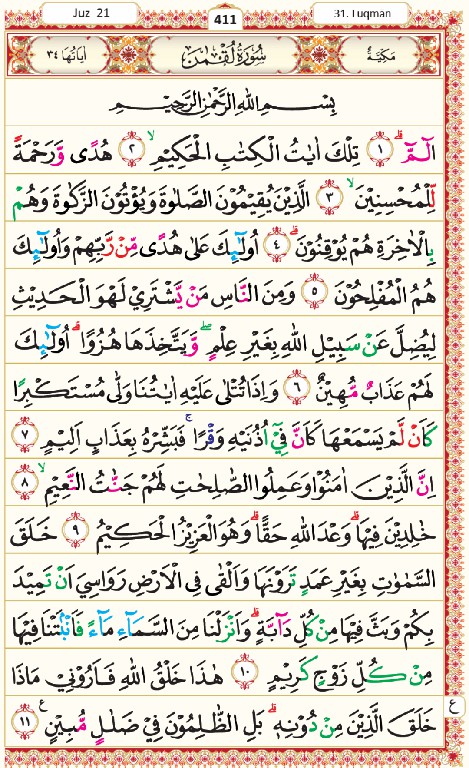 Juz 21
411
31. Luqman
مَكِّيَّةٌ
سُوْرَةُ لُقْمٰنَ
اٰيَاتُهَا ٣٤
بِسْمِ اللّٰهِ الرَّحْمٰنِ الرَّحِيْمِ
الٓمّٓ ۗ ١ تِلْكَ اٰيٰتُ الْكِتٰبِ الْحَكِيْمِۙ ٢ هُدًى وَّرَحْمَةً
لِّلْمُحْسِنِيْنَۙ ٣ الَّذِيْنَ يُقِيْمُوْنَ الصَّلٰوةَ وَيُؤْتُوْنَ الزَّكٰوةَ وَهُمْ
بِالْاٰخِرَةِ هُمْ يُوْقِنُوْنَۗ ٤ اُولٰۤىِٕكَ عَلٰى هُدًى مِّنْ رَّبِّهِمْ وَاُولٰۤىِٕكَ
هُمُ الْمُفْلِحُوْنَ ٥ وَمِنَ النَّاسِ مَنْ يَّشْتَرِيْ لَهْوَ الْحَدِيْثِ
لِيُضِلَّ عَنْ سَبِيْلِ اللّٰهِ بِغَيْرِ عِلْمٍۖ وَّيَتَّخِذَهَا هُزُوًاۗ اُولٰۤىِٕكَ
لَهُمْ عَذَابٌ مُّهِيْنٌ ٦ وَاِذَا تُتْلٰى عَلَيْهِ اٰيٰتُنَا وَلّٰى مُسْتَكْبِرًا
كَاَنْ لَّمْ يَسْمَعْهَا كَاَنَّ فِيْٓ اُذُنَيْهِ وَقْرًاۚ فَبَشِّرْهُ بِعَذَابٍ اَلِيْمٍ ٧
اِنَّ الَّذِيْنَ اٰمَنُوْا وَعَمِلُوا الصّٰلِحٰتِ لَهُمْ جَنّٰتُ النَّعِيْمِۙ ٨
خٰلِدِيْنَ فِيْهَاۗ وَعْدَ اللّٰهِ حَقًّاۗ وَهُوَ الْعَزِيْزُ الْحَكِيْمُ ٩ خَلَقَ
السَّمٰوٰتِ بِغَيْرِ عَمَدٍ تَرَوْنَهَا وَاَلْقٰى فِى الْاَرْضِ رَوَاسِيَ اَنْ تَمِيْدَ
بِكُمْ وَبَثَّ فِيْهَا مِنْ كُلِّ دَاۤبَّةٍۗ وَاَنْزَلْنَا مِنَ السَّمَاۤءِ مَاۤءً فَاَنْۢبَتْنَا فِيْهَا
مِنْ كُلِّ زَوْجٍ كَرِيْمٍ ١٠ هٰذَا خَلْقُ اللّٰهِ فَاَرُوْنِيْ مَاذَا
خَلَقَ الَّذِيْنَ مِنْ دُوْنِهٖۗ بَلِ الظّٰلِمُوْنَ فِيْ ضَلٰلٍ مُّبِيْنٍ ࣖ ١١
ع